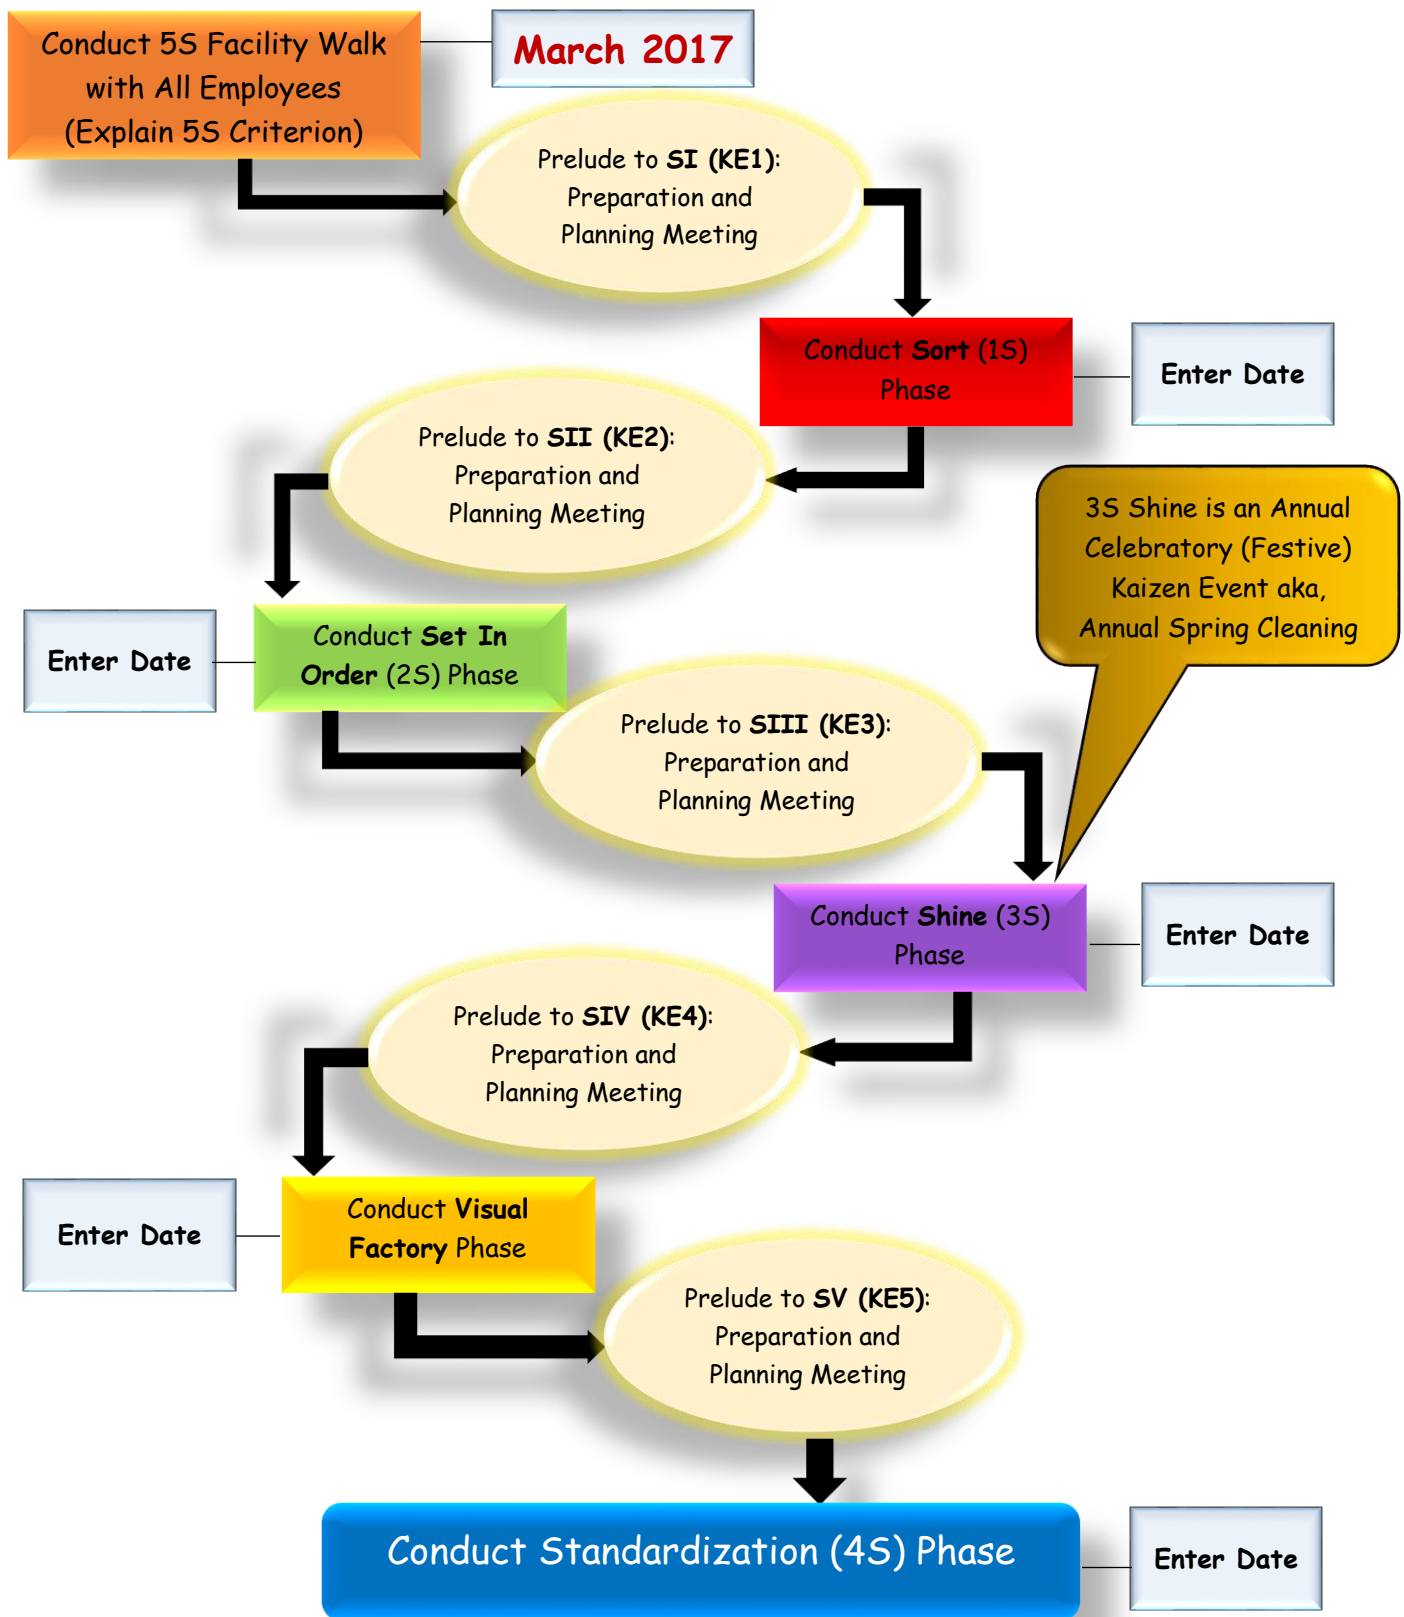 Conduct 5S Facility Walk
with All Employees
(Explain 5S Criterion)
March 2017
Prelude to SI (KE1):
Preparation and
Planning Meeting
Conduct Sort (1S)
Phase
Enter Date
Prelude to SII (KE2):
Preparation and
Planning Meeting
3S Shine is an Annual
Celebratory (Festive)
Kaizen Event aka,
Annual Spring Cleaning
Enter Date
Conduct Set In
Order (2S) Phase
Prelude to SIII (KE3):
Preparation and
Planning Meeting
Conduct Shine (3S)
Phase
Enter Date
Prelude to SIV (KE4):
Preparation and
Planning Meeting
Enter Date
Conduct Visual
Factory Phase
Prelude to SV (KE5):
Preparation and
Planning Meeting
Conduct Standardization (4S) Phase
Enter Date